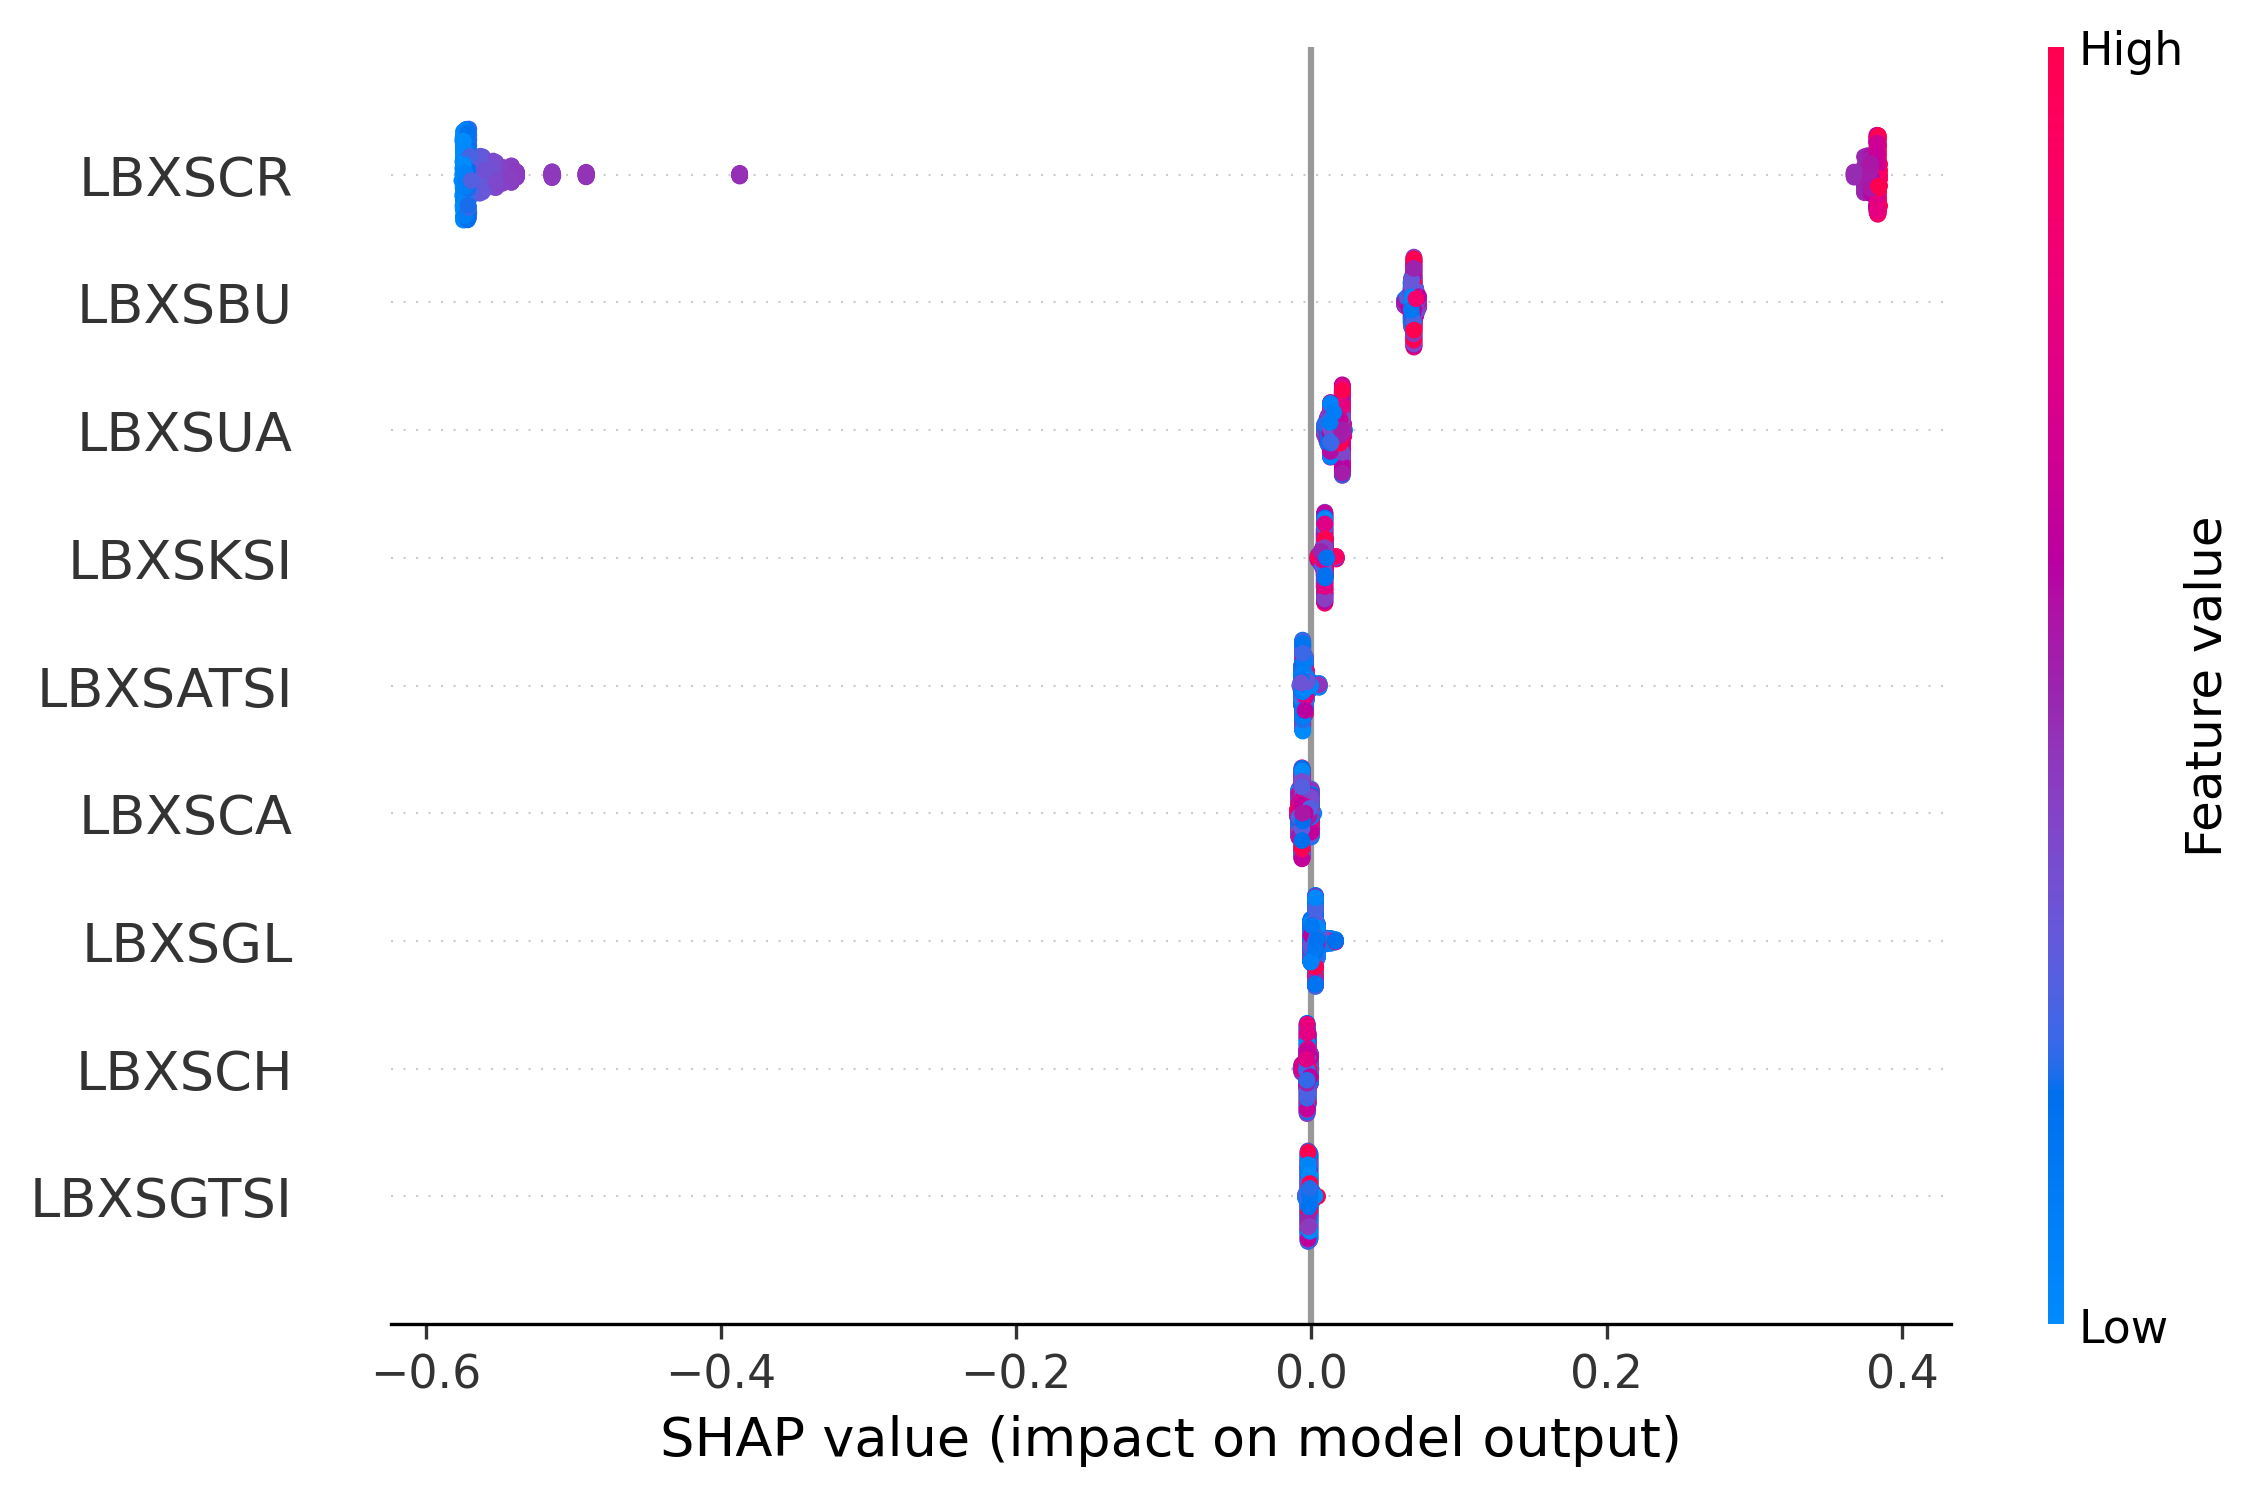 High
LBXSCR
LBXSBU
LBXSUA
LBXSKSI
LBXSATSI
LBXSCA
LBXSGL
LBXSCH
LBXSGTSI
Feature value
Low
−0.6 −0.4 −0.2 0.0 0.2 0.4
SHAP value (impact on model output)